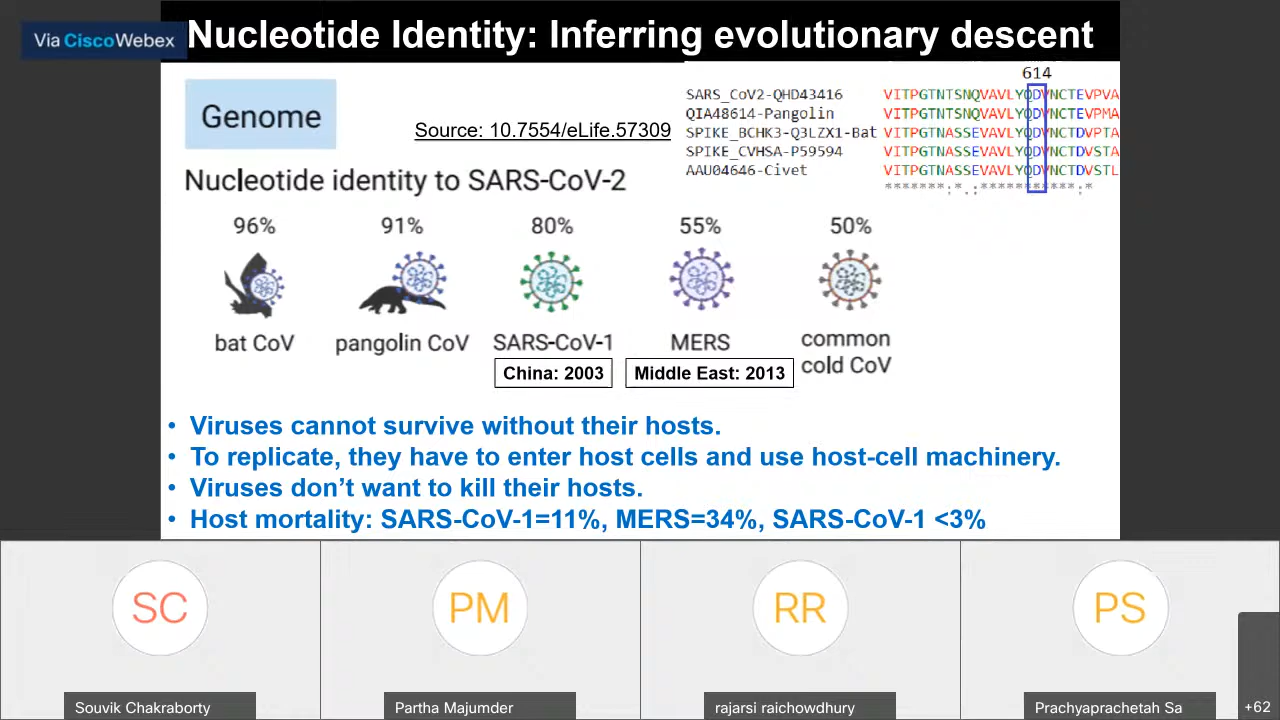 Via Cisco Webex
Nucleotide Identity: Inferring evolutionary descent
Genome
Source: 10.7554/eLife.57309
614
SARS_CoV2-QHD43416 VITPGTNTSNQVAVLYQDVNCTEVPVA
QIA48614-Pangolin VITPGTNTSNQVAVLYQDVNCTEVPMA
SPIKE_BCHK3-Q3LZX1-Bat VITPGTNASSEVAVLYQDVNCTDVPTA
SPIKE_CVHSA-P59594 VITPGTNASSEVAVLYQDVNCTDVSTA
AAU04646-Civet VITPGTNASSEVAVLYQDVNCTDVSTL
*******:*.:***********:*
Nucleotide identity to SARS-CoV-2
96% 91% 80% 55% 50%
bat CoV pangolin CoV SARS-CoV-1 MERS common
cold CoV
China: 2003 Middle East: 2013
• Viruses cannot survive without their hosts.
• To replicate, they have to enter host cells and use host-cell machinery.
• Viruses don’t want to kill their hosts.
• Host mortality: SARS-CoV-1=11%, MERS=34%, SARS-CoV-1 <3%
SC PM RR PS
Souvik Chakraborty Partha Majumder rajarsi raichowdhury Prachyaprachetah Sa +62